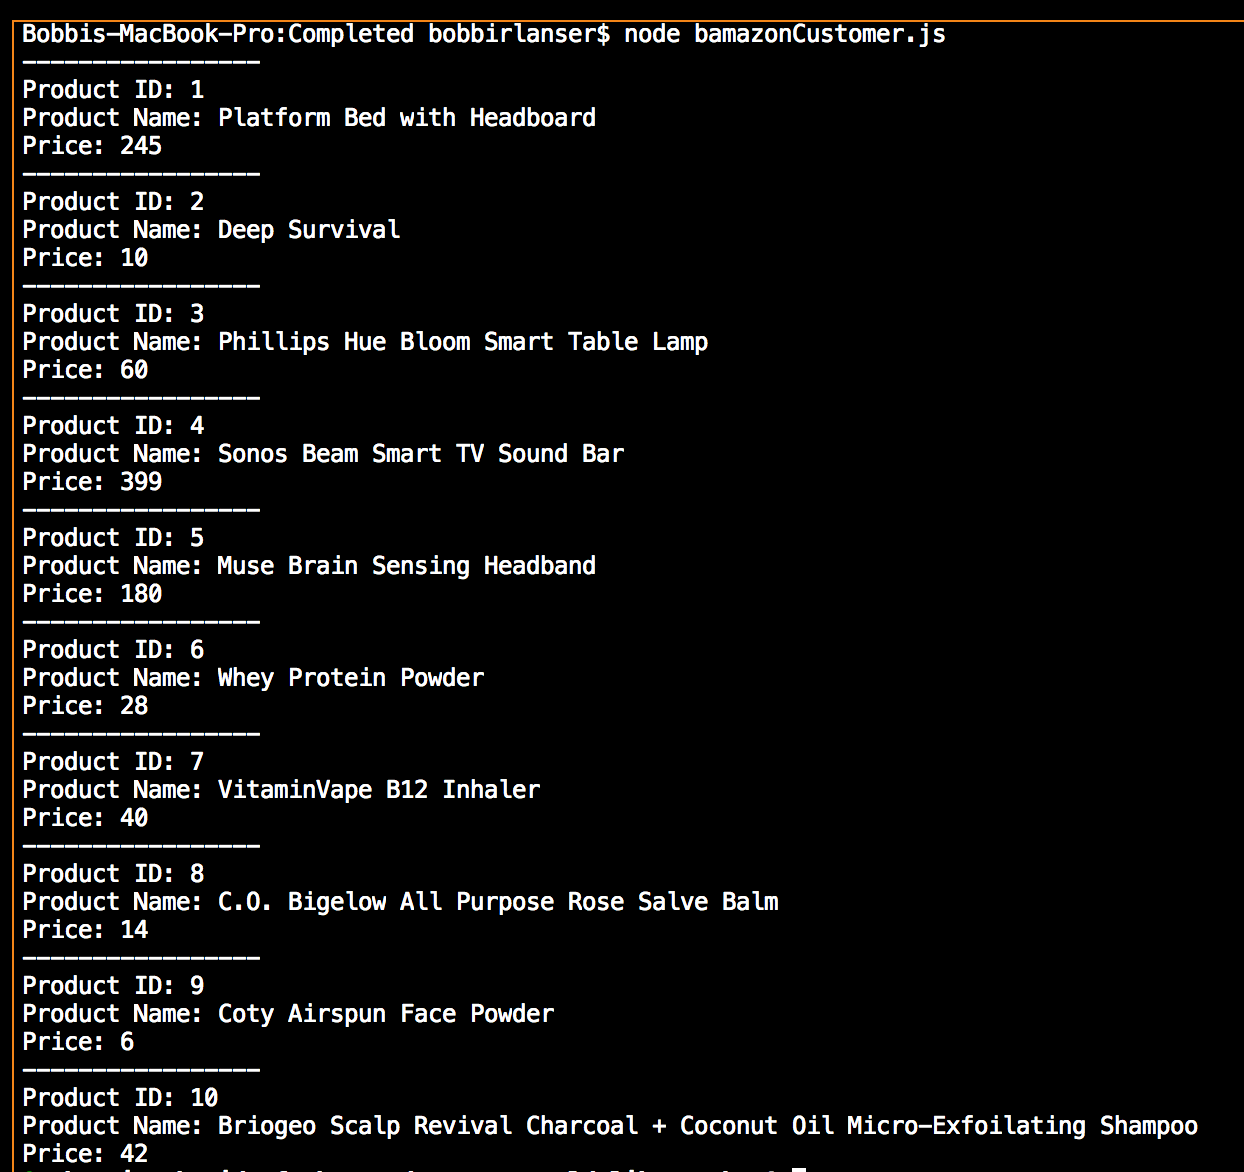 Bobbis-MacBook-Pro:Completed bobbirlanser$ node bamazonCustomer.js
-----------------
Product ID: 1
Product Name: Platform Bed with Headboard
Price: 245
-----------------
Product ID: 2
Product Name: Deep Survival
Price: 10
-----------------
Product ID: 3
Product Name: Phillips Hue Bloom Smart Table Lamp
Price: 60
-----------------
Product ID: 4
Product Name: Sonos Beam Smart TV Sound Bar
Price: 399
-----------------
Product ID: 5
Product Name: Muse Brain Sensing Headband
Price: 180
-----------------
Product ID: 6
Product Name: Whey Protein Powder
Price: 28
-----------------
Product ID: 7
Product Name: VitaminVape B12 Inhaler
Price: 40
-----------------
Product ID: 8
Product Name: C.O. Bigelow All Purpose Rose Salve Balm
Price: 14
-----------------
Product ID: 9
Product Name: Coty Airspun Face Powder
Price: 6
-----------------
Product ID: 10
Product Name: Briogeo Scalp Revival Charcoal + Coconut Oil Micro-Exfoilating Shampoo
Price: 42